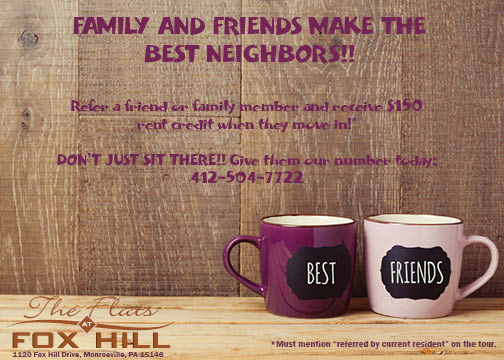 FAMILY AND FRIENDS MAKE THE
BEST NEIGHBORS!!
Refer a friend or family member and receive $150
rent credit when they move in!*
DON'T JUST SIT THERE!! Give them our number today:
412-504-7722
BEST
FRIENDS
The Flats
AT
FOX HILL
1120 Fox Hill Drive, Monroeville, PA 15146
*Must mention "referred by current resident" on the tour.